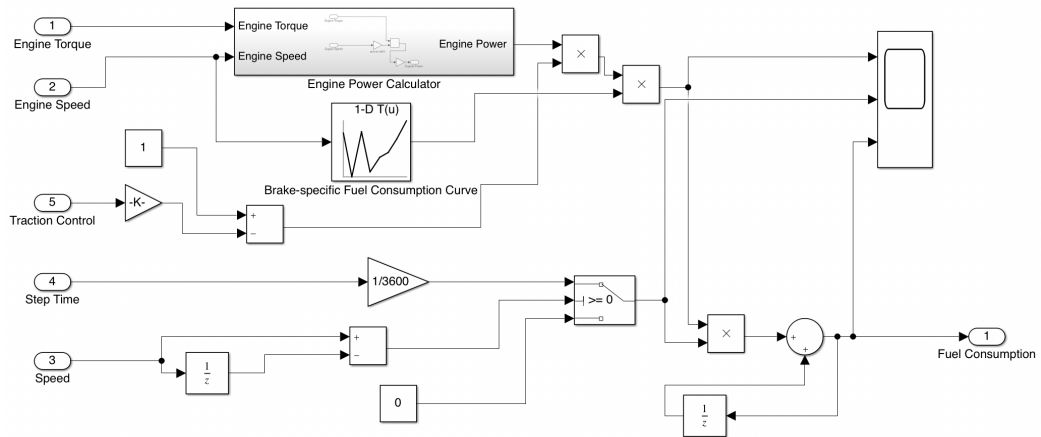 1
Engine Torque
2
Engine Speed
Engine Torque
Engine Speed
Engine Power
Engine Power Calculator
×
×
1-D T(u)
Brake-specific Fuel Consumption Curve
1
5
Traction Control
-K-
+
−
4
Step Time
1/3600
>= 0
3
Speed
1
z
+
−
0
×
+
+
1
z
1
Fuel Consumption